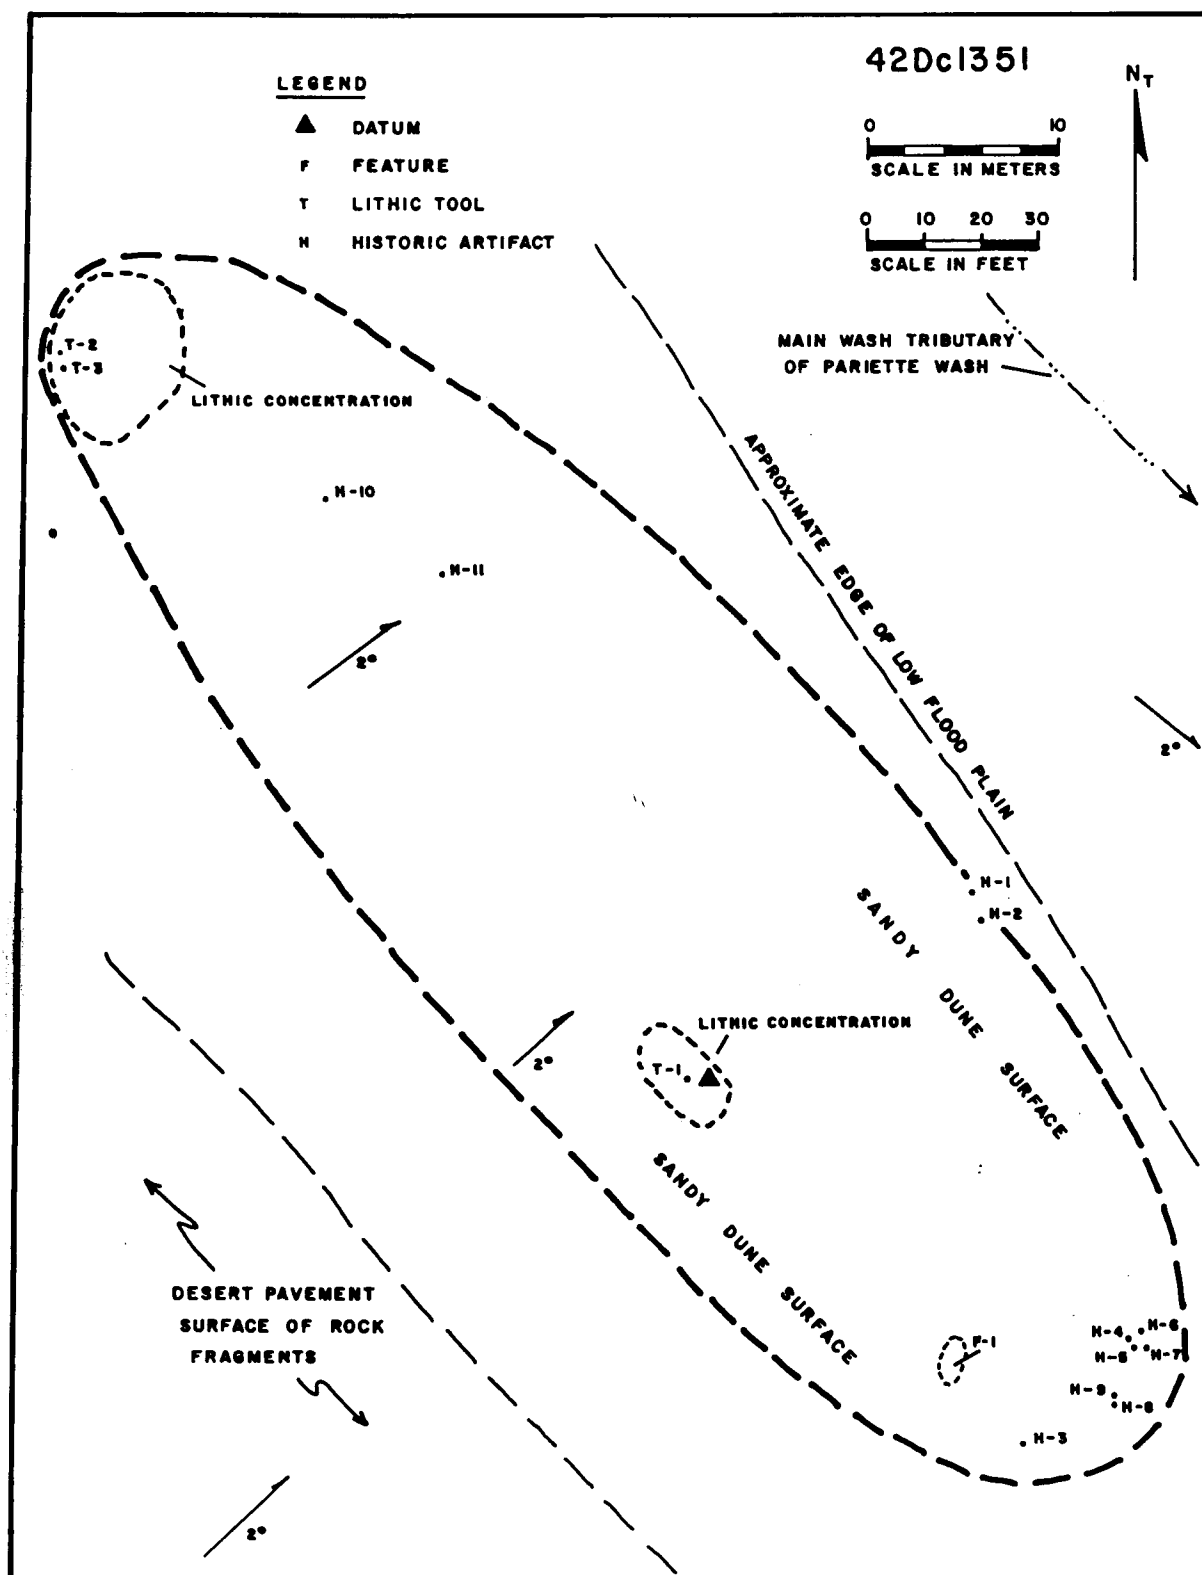 42Dc1351
NT
LEGEND
DATUM
F FEATURE
T LITHIC TOOL
H HISTORIC ARTIFACT
0 10
SCALE IN METERS
0 10 20 30
SCALE IN FEET
MAIN WASH TRIBUTARY
OF PARIETTE WASH
T-2
T-3
LITHIC CONCENTRATION
APPROXIMATE EDGE OF LOW FLOOD PLAIN
H-10
H-11
2°
2°
H-1
H-2
SANDY DUNE SURFACE
LITHIC CONCENTRATION
T-1
2°
SANDY DUNE SURFACE
DESERT PAVEMENT
SURFACE OF ROCK
FRAGMENTS
F-1
H-4
H-6
H-5
H-7
H-9
H-8
H-3
2°